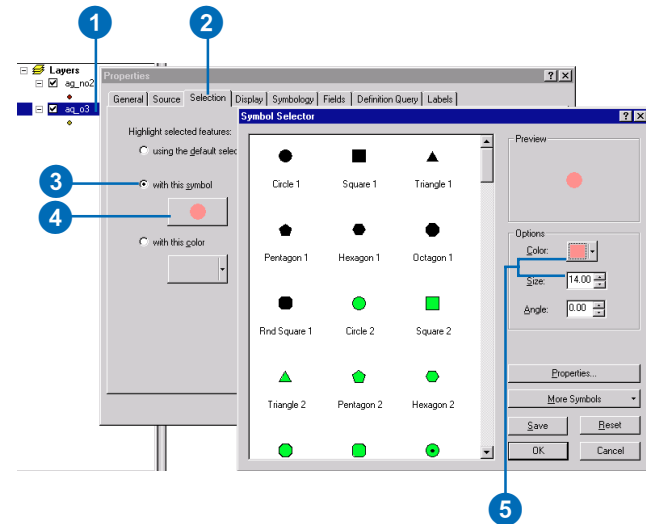 1
2
Layers
ag_no2
ag_o3
Properties
General Source Selection Display Symbology Fields Definition Query Labels
Highlight selected features:
using the default selec
3
with this symbol
4
with this color
Symbol Selector
Circle 1 Square 1 Triangle 1
Pentagon 1 Hexagon 1 Octagon 1
Rnd Square 1 Circle 2 Square 2
Triangle 2 Pentagon 2 Hexagon 2
Preview
Options
Color:
5
Size: 14.00
Angle: 0.00
Properties...
More Symbols
Save Reset
OK Cancel
5